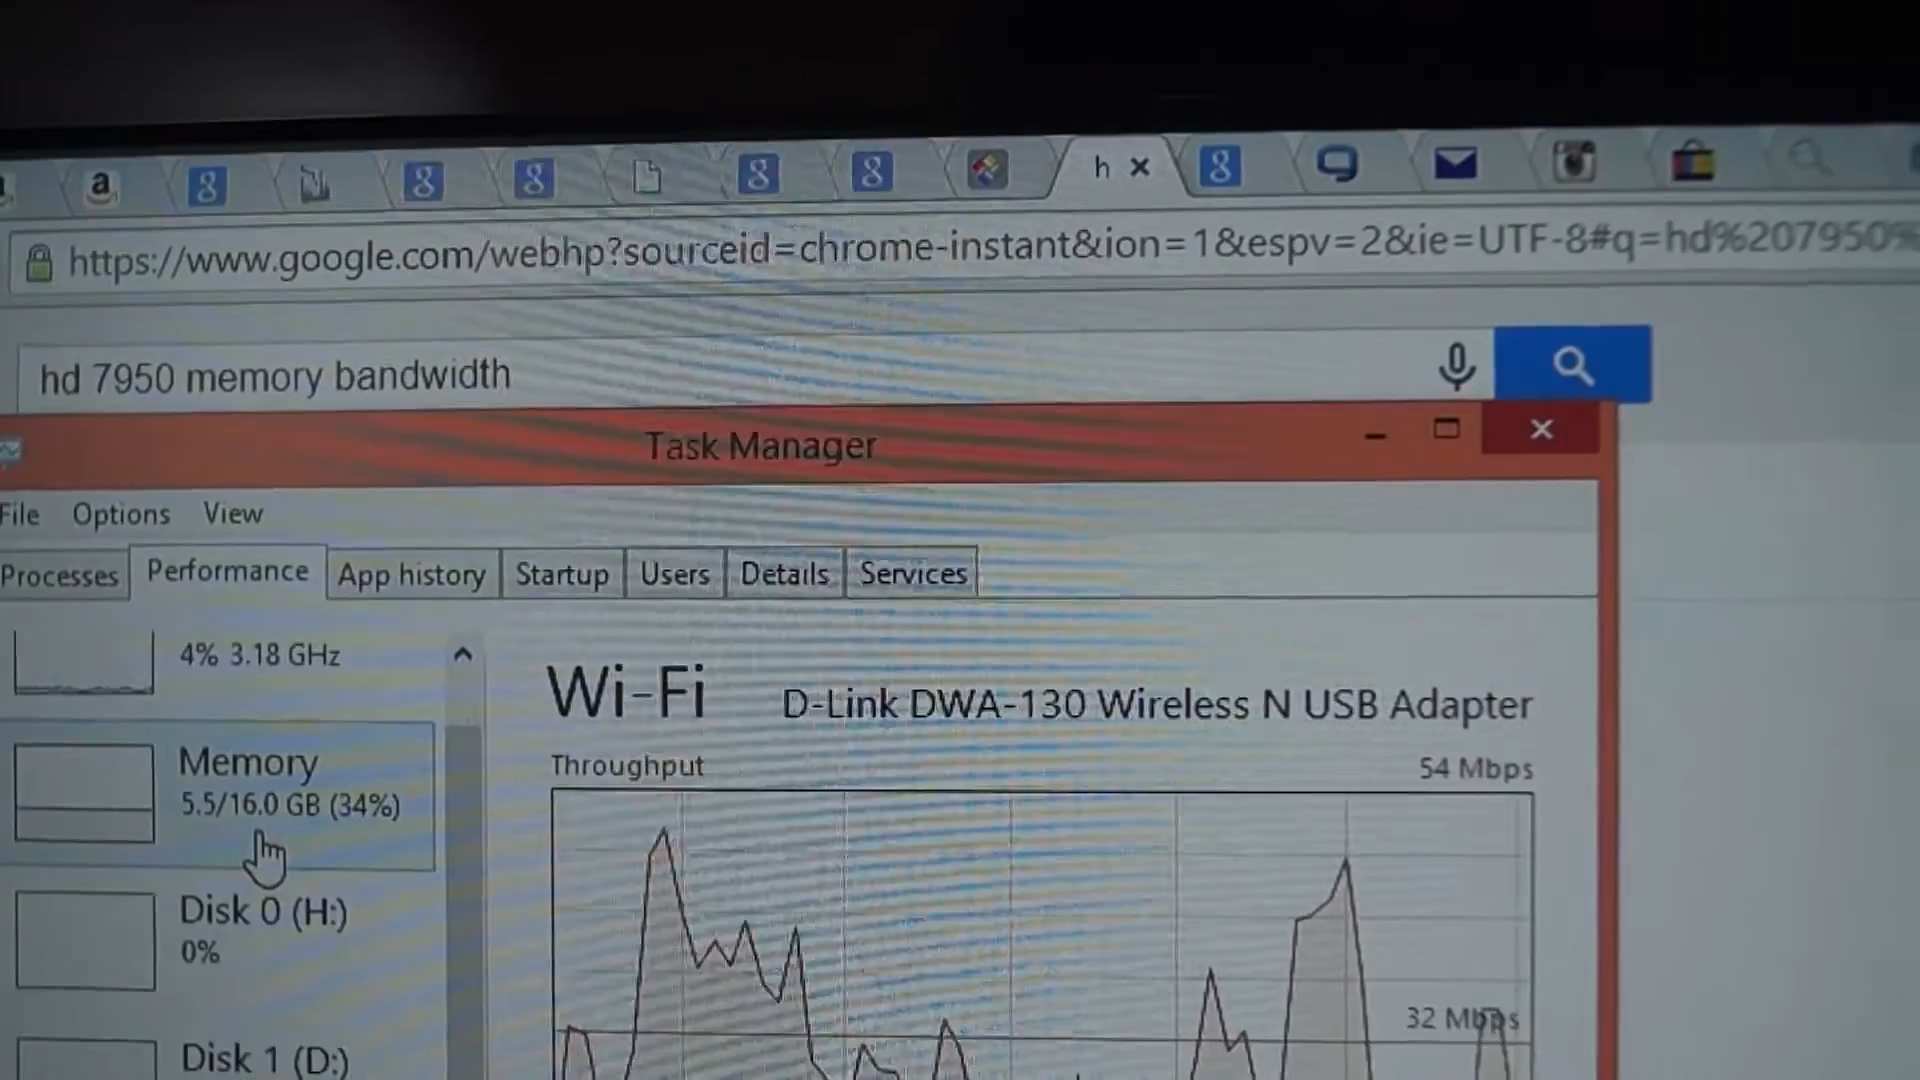 h
https://www.google.com/webhp?sourceid=chrome-instant&ion=1&espv=2&ie=UTF-8#q=hd%207950%
hd 7950 memory bandwidth
Task Manager
File Options View
Processes Performance App history Startup Users Details Services
4% 3.18 GHz
Wi-Fi D-Link DWA-130 Wireless N USB Adapter
Memory
5.5/16.0 GB (34%)
Throughput 54 Mbps
Disk 0 (H:)
0%
32 Mbps
Disk 1 (D:)